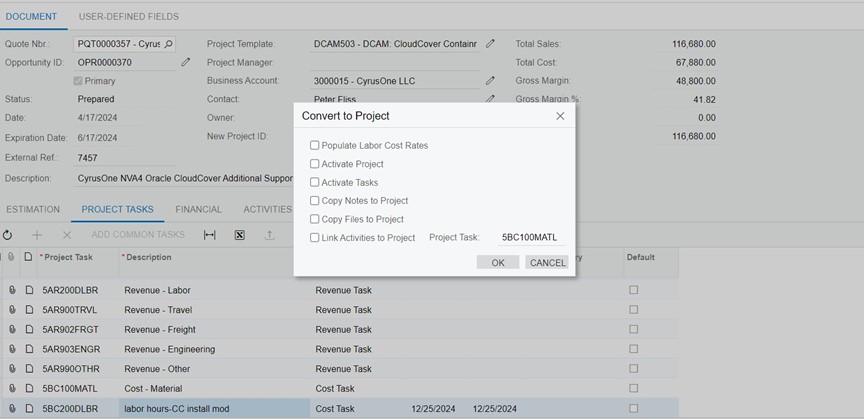 DOCUMENT USER-DEFINED FIELDS
Quote Nbr.: PQT0000357 - Cyrus Project Template: DCAM503 - DCAM: CloudCover Containr Total Sales: 116,680.00
Opportunity ID: OPR0000370 Project Manager: Total Cost: 67,880.00
Primary Business Account: 3000015 - CyrusOne LLC Gross Margin: 48,800.00
Status: Prepared Contact: Peter Fliss Gross Margin %: 41.82
Date: 4/17/2024 Owner: 0.00
Expiration Date: 6/17/2024 New Project ID: 116,680.00
External Ref.: 7457
Description: CyrusOne NVA4 Oracle CloudCover Additional Suppor
Convert to Project
Populate Labor Cost Rates
Activate Project
Activate Tasks
Copy Notes to Project
Copy Files to Project
Link Activities to Project Project Task: 5BC100MATL
OK CANCEL
ESTIMATION PROJECT TASKS FINANCIAL ACTIVITIES
ADD COMMON TASKS
* Project Task * Description ry Default
5AR200DLBR Revenue - Labor Revenue Task
5AR900TRVL Revenue - Travel Revenue Task
5AR902FRGT Revenue - Freight Revenue Task
5AR903ENGR Revenue - Engineering Revenue Task
5AR990OTHR Revenue - Other Revenue Task
5BC100MATL Cost - Material Cost Task
5BC200DLBR labor hours-CC install mod Cost Task 12/25/2024 12/25/2024